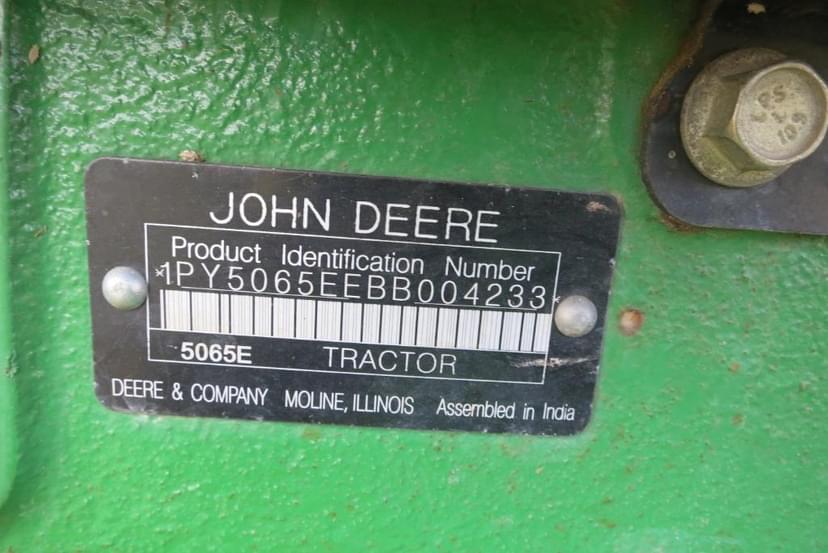 JOHN DEERE
Product Identification Number
*1PY5065EEBB004233*
5065E TRACTOR
DEERE & COMPANY MOLINE, ILLINOIS Assembled in India